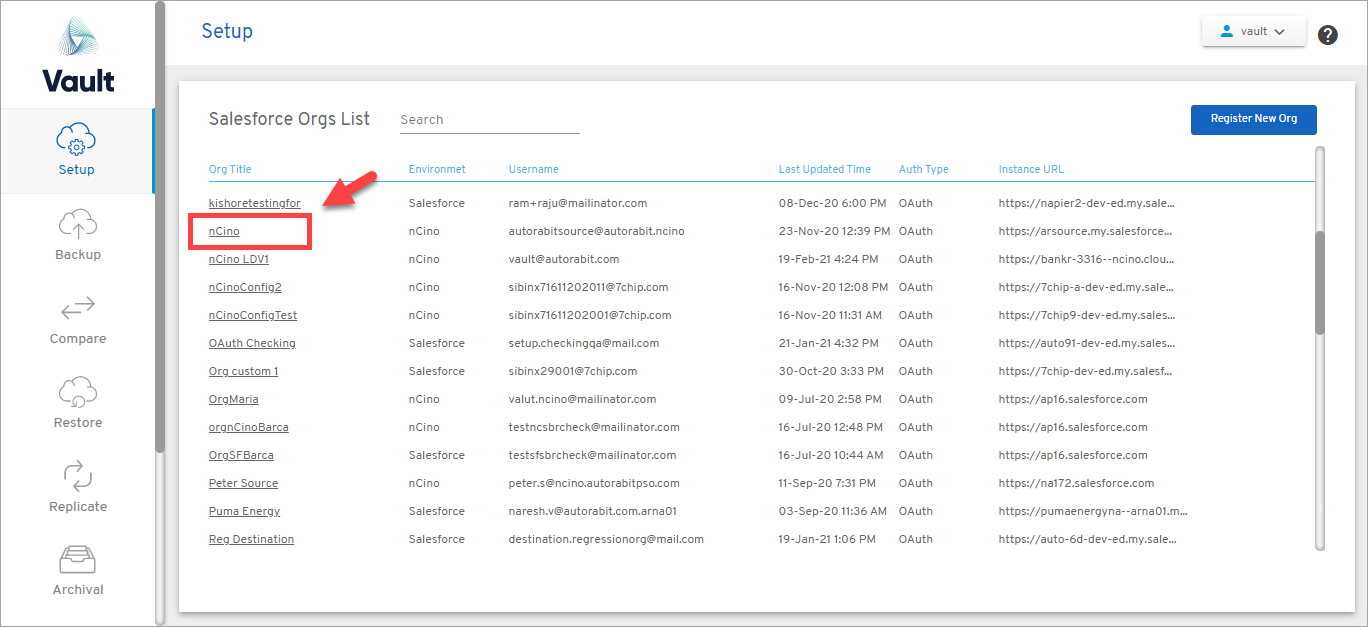 Vault
Setup
Backup
Compare
Restore
Replicate
Archival
Setup
vault
?
Salesforce Orgs List Search Register New Org
Org Title Environmet Username Last Updated Time Auth Type Instance URL
kishoretestingfor Salesforce ram+raju@mailinator.com 08-Dec-20 6:00 PM OAuth https://napier2-dev-ed.my.sale...
nCino nCino autorabitsource@autorabit.ncino 23-Nov-20 12:39 PM OAuth https://arsource.my.salesforce...
nCino LDV1 nCino vault@autorabit.com 19-Feb-21 4:24 PM OAuth https://bankr-3316--ncino.clou...
nCinoConfig2 nCino sibinx71611202011@7chip.com 16-Nov-20 12:08 PM OAuth https://7chip-a-dev-ed.my.sale...
nCinoConfigTest nCino sibinx71611202001@7chip.com 16-Nov-20 11:31 AM OAuth https://7chip9-dev-ed.my.sales...
OAuth Checking Salesforce setup.checkingqa@mail.com 21-Jan-21 4:32 PM OAuth https://auto91-dev-ed.my.sales...
Org custom 1 Salesforce sibinx29001@7chip.com 30-Oct-20 3:33 PM OAuth https://7chip-dev-ed.my.salesf...
OrgMaria nCino valut.ncino@mailinator.com 09-Jul-20 2:58 PM OAuth https://ap16.salesforce.com
orgnCinoBarca nCino testncsbrcheck@mailinator.com 16-Jul-20 12:48 PM OAuth https://ap16.salesforce.com
OrgSFBarca Salesforce testsfsbrcheck@mailinator.com 16-Jul-20 10:44 AM OAuth https://ap16.salesforce.com
Peter Source nCino peter.s@ncino.autorabitpso.com 11-Sep-20 7:31 PM OAuth https://na172.salesforce.com
Puma Energy Salesforce naresh.v@autorabit.com.arna01 03-Sep-20 11:36 AM OAuth https://pumaenergyna--arna01.m...
Reg Destination Salesforce destination.regressionorg@mail.com 19-Jan-21 1:06 PM OAuth https://auto-6d-dev-ed.my.sale...